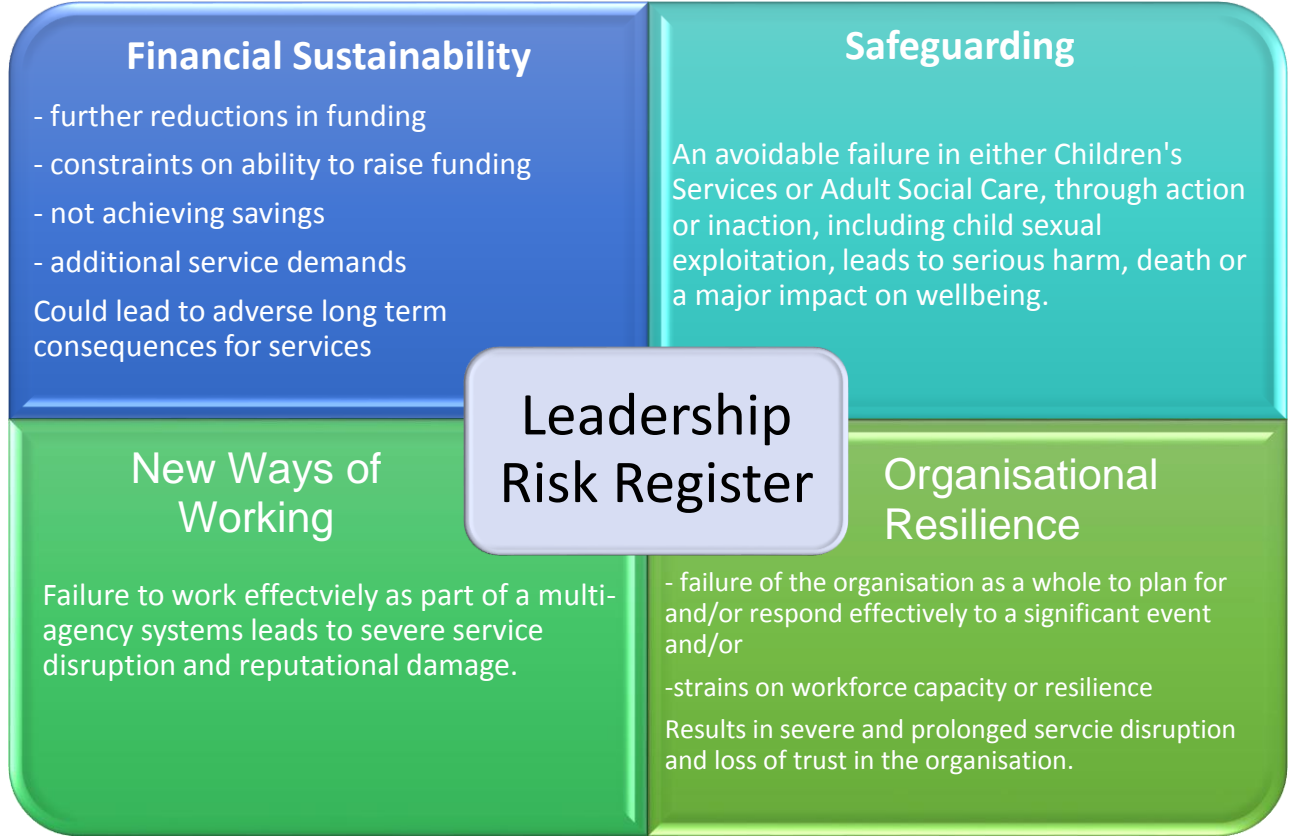 Financial Sustainability
- further reductions in funding
- constraints on ability to raise funding
- not achieving savings
- additional service demands
Could lead to adverse long term
consequences for services
Safeguarding
An avoidable failure in either Children's
Services or Adult Social Care, through action
or inaction, including child sexual
exploitation, leads to serious harm, death or
a major impact on wellbeing.
Leadership
Risk Register
New Ways of
Working
Failure to work effectviely as part of a multi-
agency systems leads to severe service
disruption and reputational damage.
Organisational
Resilience
- failure of the organisation as a whole to plan for
and/or respond effectively to a significant event
and/or
-strains on workforce capacity or resilience
Results in severe and prolonged servcie disruption
and loss of trust in the organisation.